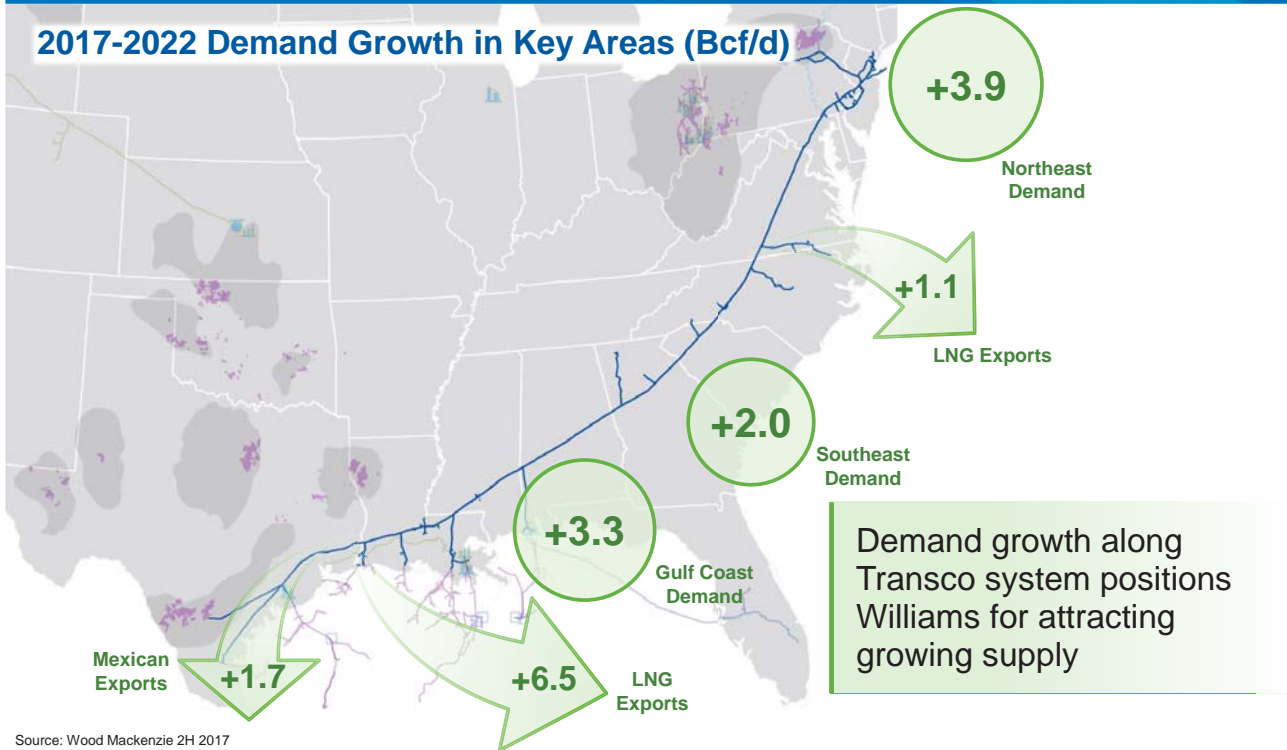 2017-2022 Demand Growth in Key Areas (Bcf/d)
+3.9
Northeast
Demand
+1.1
LNG Exports
+2.0
Southeast
Demand
+3.3
Gulf Coast
Demand
Mexican
Exports
+1.7
+6.5
LNG
Exports
Demand growth along
Transco system positions
Williams for attracting
growing supply
Source: Wood Mackenzie 2H 2017